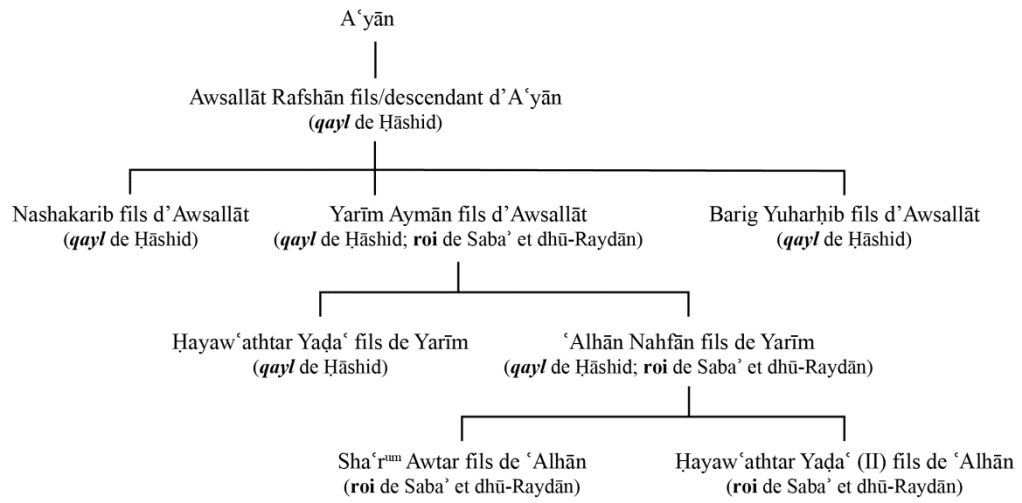 Aʿyān
Awsallāt Rafshān fils/descendant d’Aʿyān
(qayl de Ḥāshid)
Nashakarib fils d’Awsallāt
(qayl de Ḥāshid)
Yarīm Aymān fils d’Awsallāt
(qayl de Ḥāshid; roi de Sabaʾ et dhū-Raydān)
Barig Yuharḥib fils d’Awsallāt
(qayl de Ḥāshid)
Ḥayawʿathtar Yaḍaʿ fils de Yarīm
(qayl de Ḥāshid)
ʿAlhān Nahfān fils de Yarīm
(qayl de Ḥāshid; roi de Sabaʾ et dhū-Raydān)
Shaʿrᵘᵐ Awtar fils de ʿAlhān
(roi de Sabaʾ et dhū-Raydān)
Ḥayawʿathtar Yaḍaʿ (II) fils de ʿAlhān
(roi de Sabaʾ et dhū-Raydān)